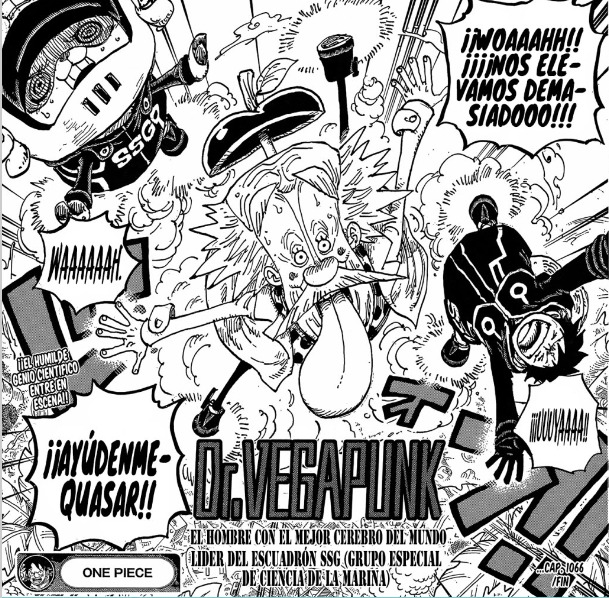 ¡¡WOAAAHH!!
¡¡¡¡NOS ELE-
VAMOS DEMA-
SIADOOO!!!
SSG
WAAAAAAH.
¡¡EL HUMILDE
GENIO CIENTÍFICO
ENTRE EN
ESCENA!!
¡¡¡UUUYAAAA!!
¡¡AYÚDENME-
QUASAR!!
Dr. VEGAPUNK
EL HOMBRE CON EL MEJOR CEREBRO DEL MUNDO
LIDER DEL ESCUADRÓN SSG (GRUPO ESPECIAL
DE CIENCIA DE LA MARINA)
ONE PIECE
...CAP. 1066
/FIN